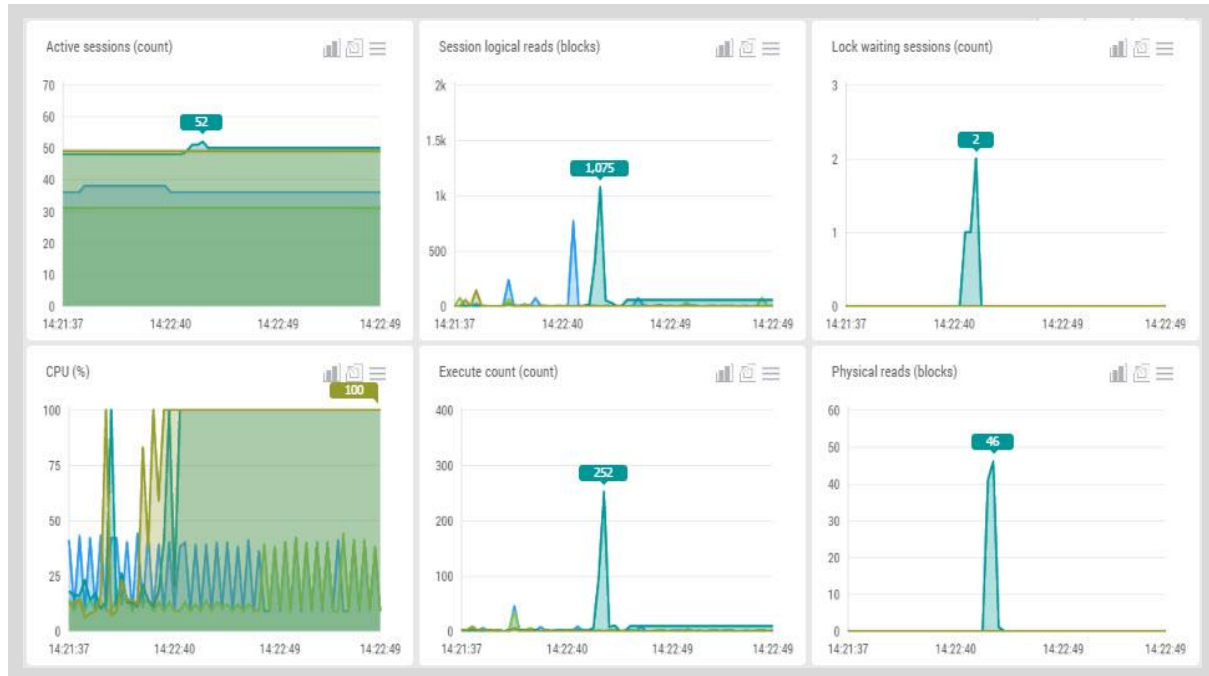 Active sessions (count)
70
60
50
40
30
20
10
0
52
14:21:37 14:22:40 14:22:49 14:22:49
Session logical reads (blocks)
2k
1.5k
1k
500
0
1,075
14:21:37 14:22:40 14:22:49 14:22:49
Lock waiting sessions (count)
3
2
1
0
2
14:21:37 14:22:40 14:22:49 14:22:49
CPU (%)
100
100
75
50
25
0
14:21:37 14:22:40 14:22:49 14:22:49
Execute count (count)
400
300
200
100
0
252
14:21:37 14:22:40 14:22:49 14:22:49
Physical reads (blocks)
60
50
40
30
20
10
0
46
14:21:37 14:22:40 14:22:49 14:22:49